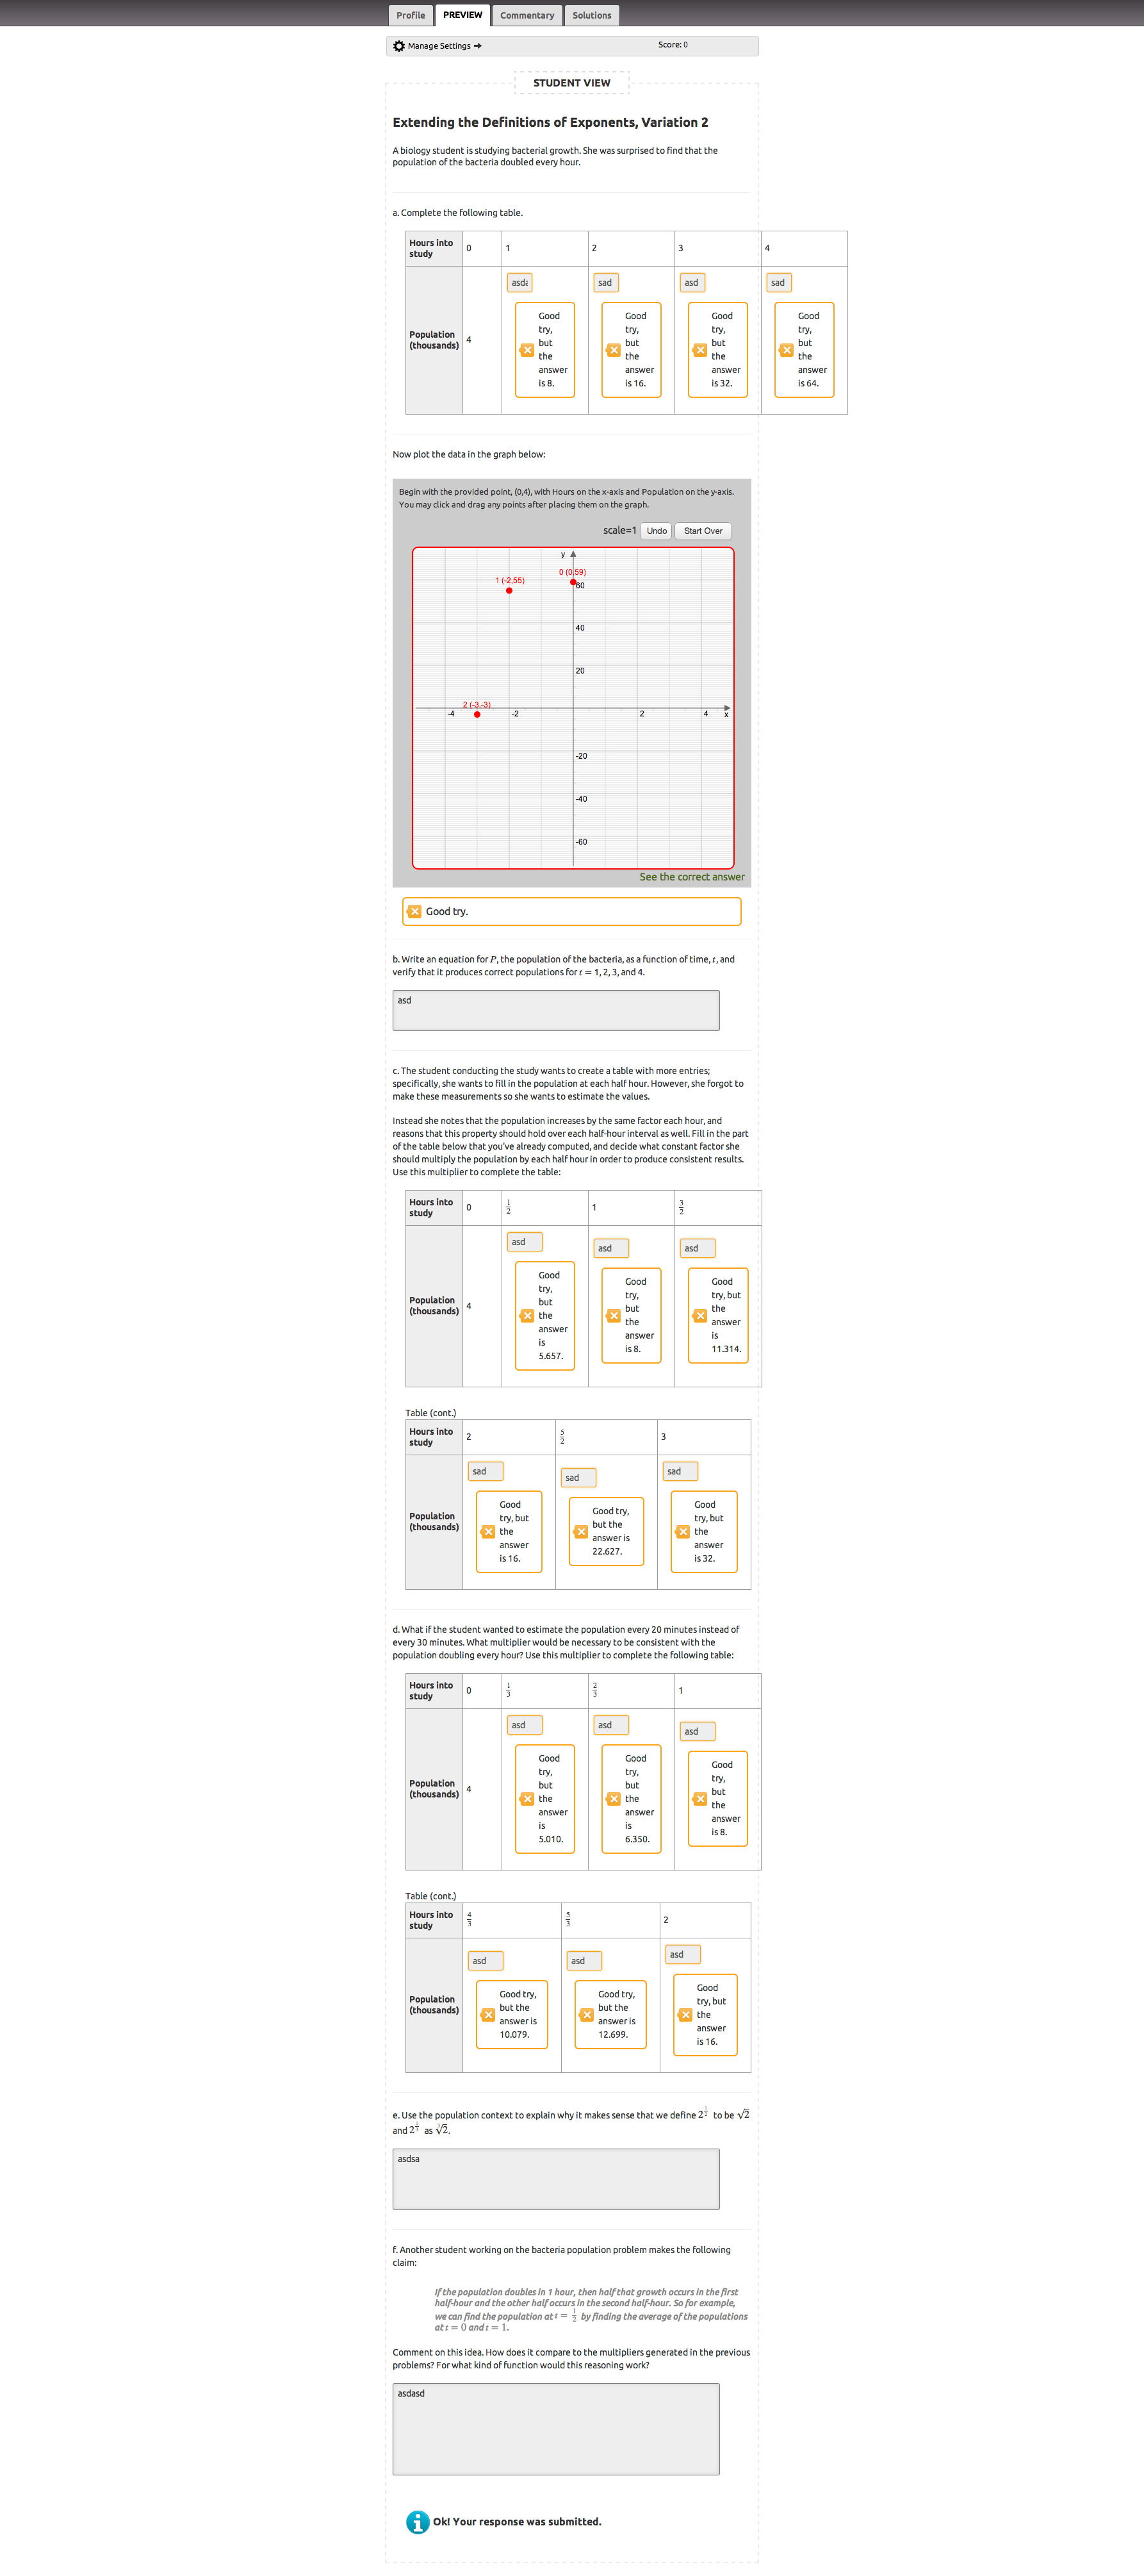 Profile
PREVIEW
Commentary
Solutions
Manage Settings ➔
Score: 0
STUDENT VIEW
Extending the Definitions of Exponents, Variation 2
A biology student is studying bacterial growth. She was surprised to find that the
population of the bacteria doubled every hour.
a. Complete the following table.
Hours into
study
0
1
2
3
4
Population
(thousands)
4
asda
Good
try,
but
the
answer
is 8.
sad
Good
try,
but
the
answer
is 16.
asd
Good
try,
but
the
answer
is 32.
sad
Good
try,
but
the
answer
is 64.
Now plot the data in the graph below:
Begin with the provided point, (0,4), with Hours on the x-axis and Population on the y-axis.
You may click and drag any points after placing them on the graph.
scale=1
Undo
Start Over
y
0 (0,59)
1 (-2,55)
60
40
20
2 (-3,-3)
-4
-2
2
4
x
-20
-40
-60
See the correct answer
Good try.
b. Write an equation for P, the population of the bacteria, as a function of time, t, and
verify that it produces correct populations for t = 1, 2, 3, and 4.
asd
c. The student conducting the study wants to create a table with more entries;
specifically, she wants to fill in the population at each half hour. However, she forgot to
make these measurements so she wants to estimate the values.
Instead she notes that the population increases by the same factor each hour, and
reasons that this property should hold over each half-hour interval as well. Fill in the part
of the table below that you've already computed, and decide what constant factor she
should multiply the population by each half hour in order to produce consistent results.
Use this multiplier to complete the table:
Hours into
study
0
1/2
1
3/2
Population
(thousands)
4
asd
Good
try,
but
the
answer
is
5.657.
asd
Good
try,
but
the
answer
is 8.
asd
Good
try, but
the
answer
is
11.314.
Table (cont.)
Hours into
study
2
5/2
3
Population
(thousands)
sad
Good
try, but
the
answer
is 16.
sad
Good try,
but the
answer is
22.627.
sad
Good
try, but
the
answer
is 32.
d. What if the student wanted to estimate the population every 20 minutes instead of
every 30 minutes. What multiplier would be necessary to be consistent with the
population doubling every hour? Use this multiplier to complete the following table:
Hours into
study
0
1/3
2/3
1
Population
(thousands)
4
asd
Good
try,
but
the
answer
is
5.010.
asd
Good
try,
but
the
answer
is
6.350.
asd
Good
try,
but
the
answer
is 8.
Table (cont.)
Hours into
study
4/3
5/3
2
Population
(thousands)
asd
Good try,
but the
answer is
10.079.
asd
Good try,
but the
answer is
12.699.
asd
Good
try, but
the
answer
is 16.
e. Use the population context to explain why it makes sense that we define 2^(1/2) to be √2
and 2^(1/3) as ∛2.
asdsa
f. Another student working on the bacteria population problem makes the following
claim:
If the population doubles in 1 hour, then half that growth occurs in the first
half-hour and the other half occurs in the second half-hour. So for example,
we can find the population at t = 1/2 by finding the average of the populations
at t = 0 and t = 1.
Comment on this idea. How does it compare to the multipliers generated in the previous
problems? For what kind of function would this reasoning work?
asdasd
Ok! Your response was submitted.